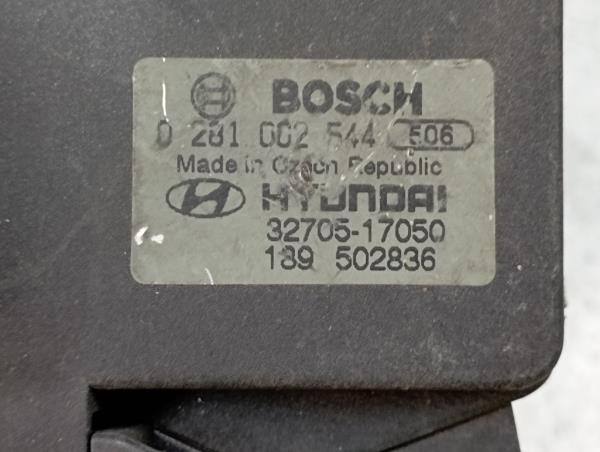 BOSCH
0 281 002 544 506
Made in Czech Republic
HYUNDAI
32705-17050
189 502836